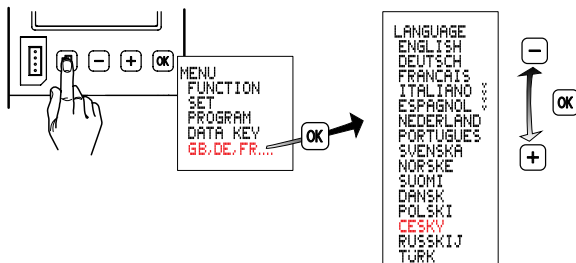 OK
MENU
FUNCTION
SET
PROGRAM
DATA KEY
GB,DE,FR....
OK
LANGUAGE
ENGLISH
DEUTSCH
FRANCAIS
ITALIANO
ESPAGNOL
NEDERLAND
PORTUGUES
SVENSKA
NORSKE
SUOMI
DANSK
POLSKI
CESKY
RUSSKIJ
TURK
-
OK
+